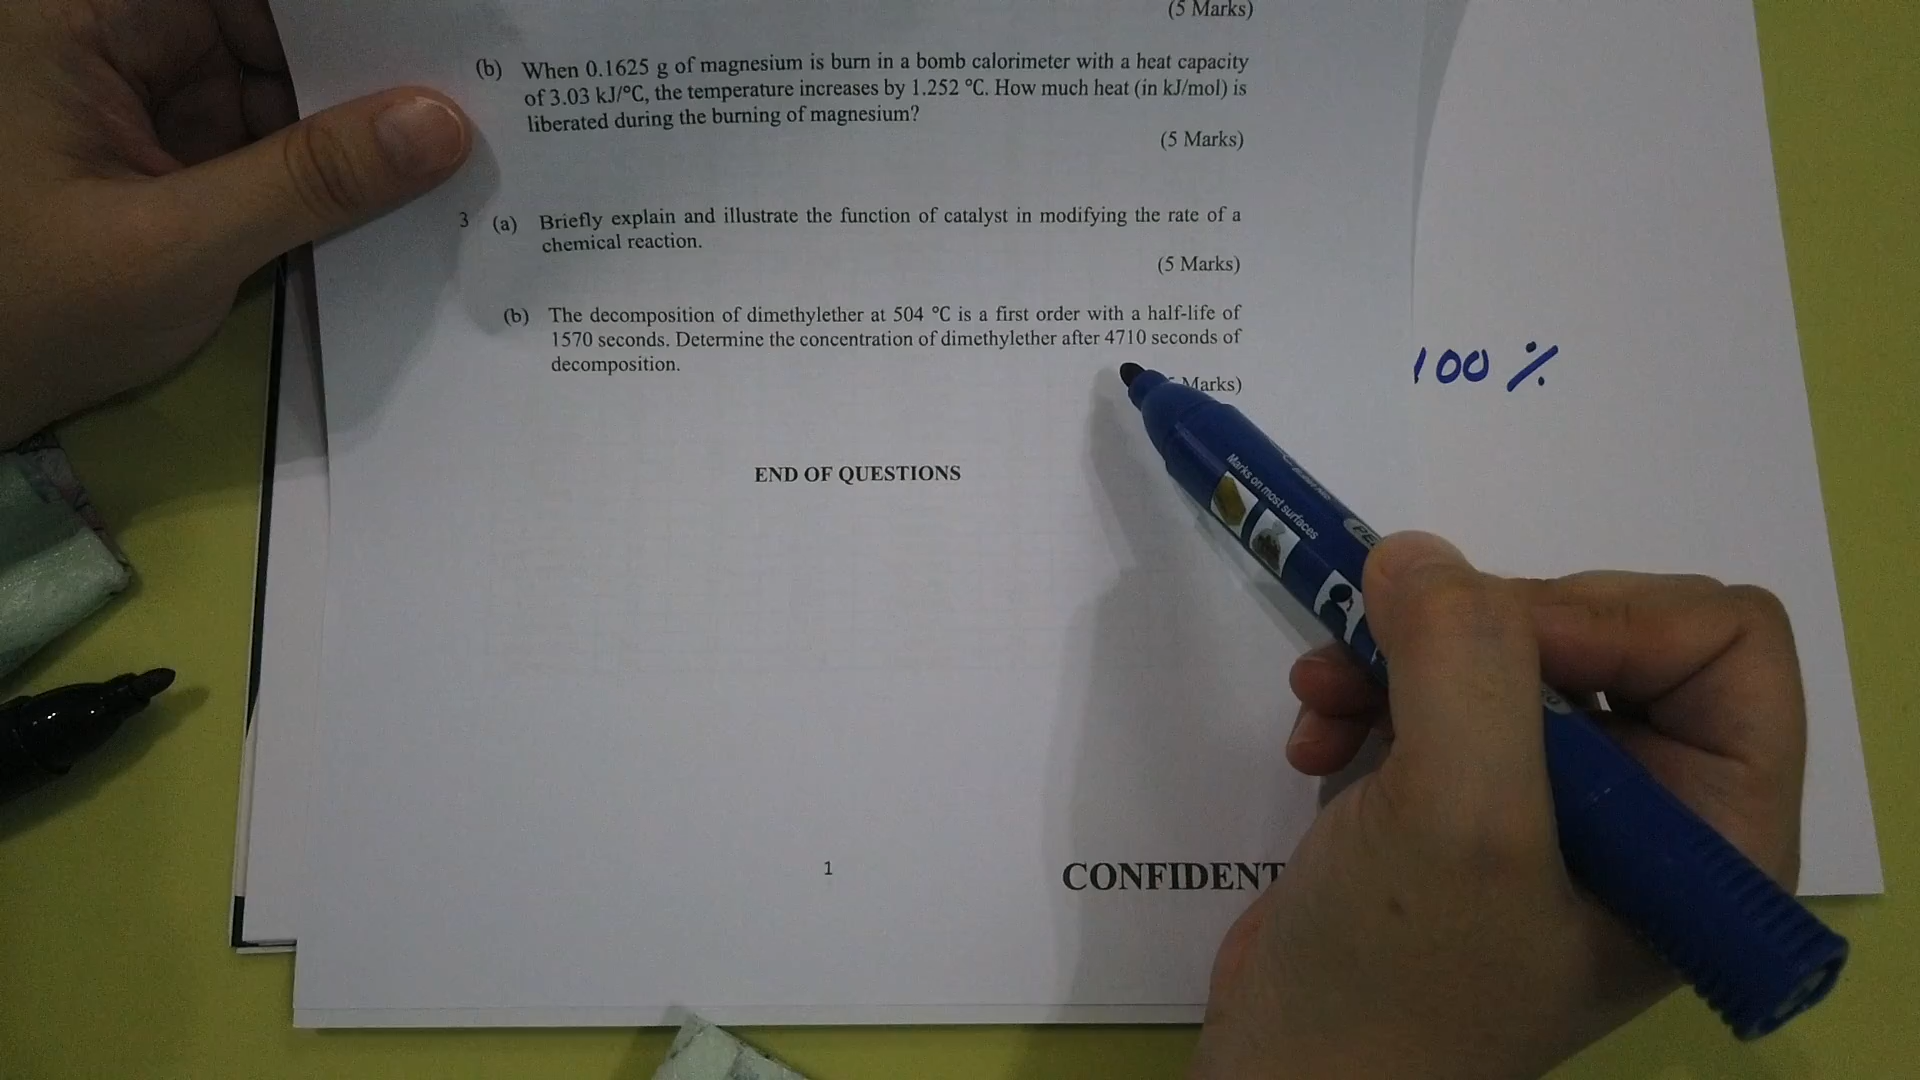 (5 Marks)
(b) When 0.1625 g of magnesium is burn in a bomb calorimeter with a heat capacity
of 3.03 kJ/°C, the temperature increases by 1.252 °C. How much heat (in kJ/mol) is
liberated during the burning of magnesium?
(5 Marks)
3 (a) Briefly explain and illustrate the function of catalyst in modifying the rate of a
chemical reaction.
(5 Marks)
(b) The decomposition of dimethylether at 504 °C is a first order with a half-life of
1570 seconds. Determine the concentration of dimethylether after 4710 seconds of
decomposition.
Marks)
100 %
END OF QUESTIONS
Marks on most surfaces
1
CONFIDENT